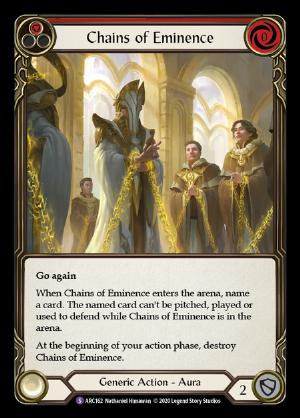 Chains of Eminence
Go again
When Chains of Eminence enters the arena, name
a card. The named card can't be pitched, played or
used to defend while Chains of Eminence is in the
arena.
At the beginning of your action phase, destroy
Chains of Eminence.
Generic Action - Aura
2
S ARC162 Nathaniel Himawan © 2020 Legend Story Studios